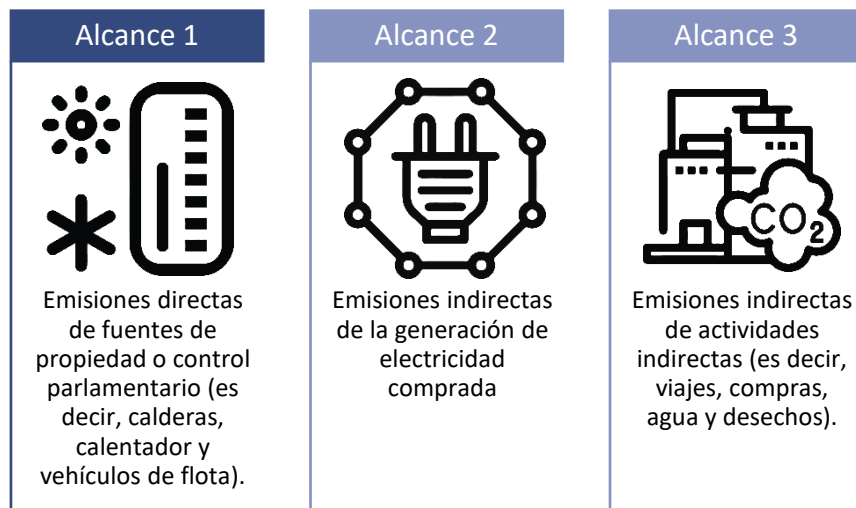 Alcance 1
Emisiones directas
de fuentes de
propiedad o control
parlamentario (es
decir, calderas,
calentador y
vehículos de flota).
Alcance 2
Emisiones indirectas
de la generación de
electricidad
comprada
Alcance 3
CO2
Emisiones indirectas
de actividades
indirectas (es decir,
viajes, compras,
agua y desechos).